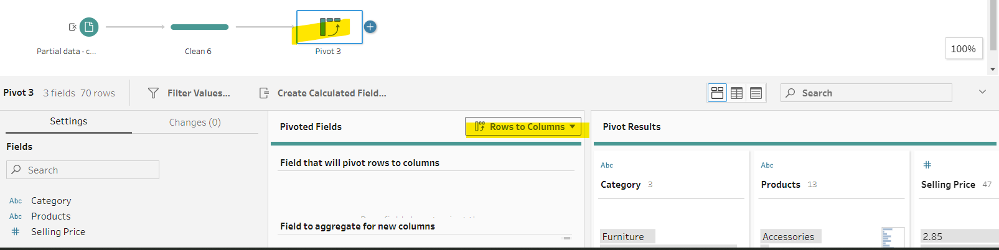 Partial data - c...
Clean 6
Pivot 3
100%
Pivot 3 3 fields 70 rows
Filter Values...
Create Calculated Field...
Search
Settings
Changes (0)
Fields
Search
Abc Category
Abc Products
# Selling Price
Pivoted Fields
Rows to Columns
Field that will pivot rows to columns
Field to aggregate for new columns
Pivot Results
Abc
Category 3
Furniture
Abc
Products 13
Accessories
#
Selling Price 47
2.85